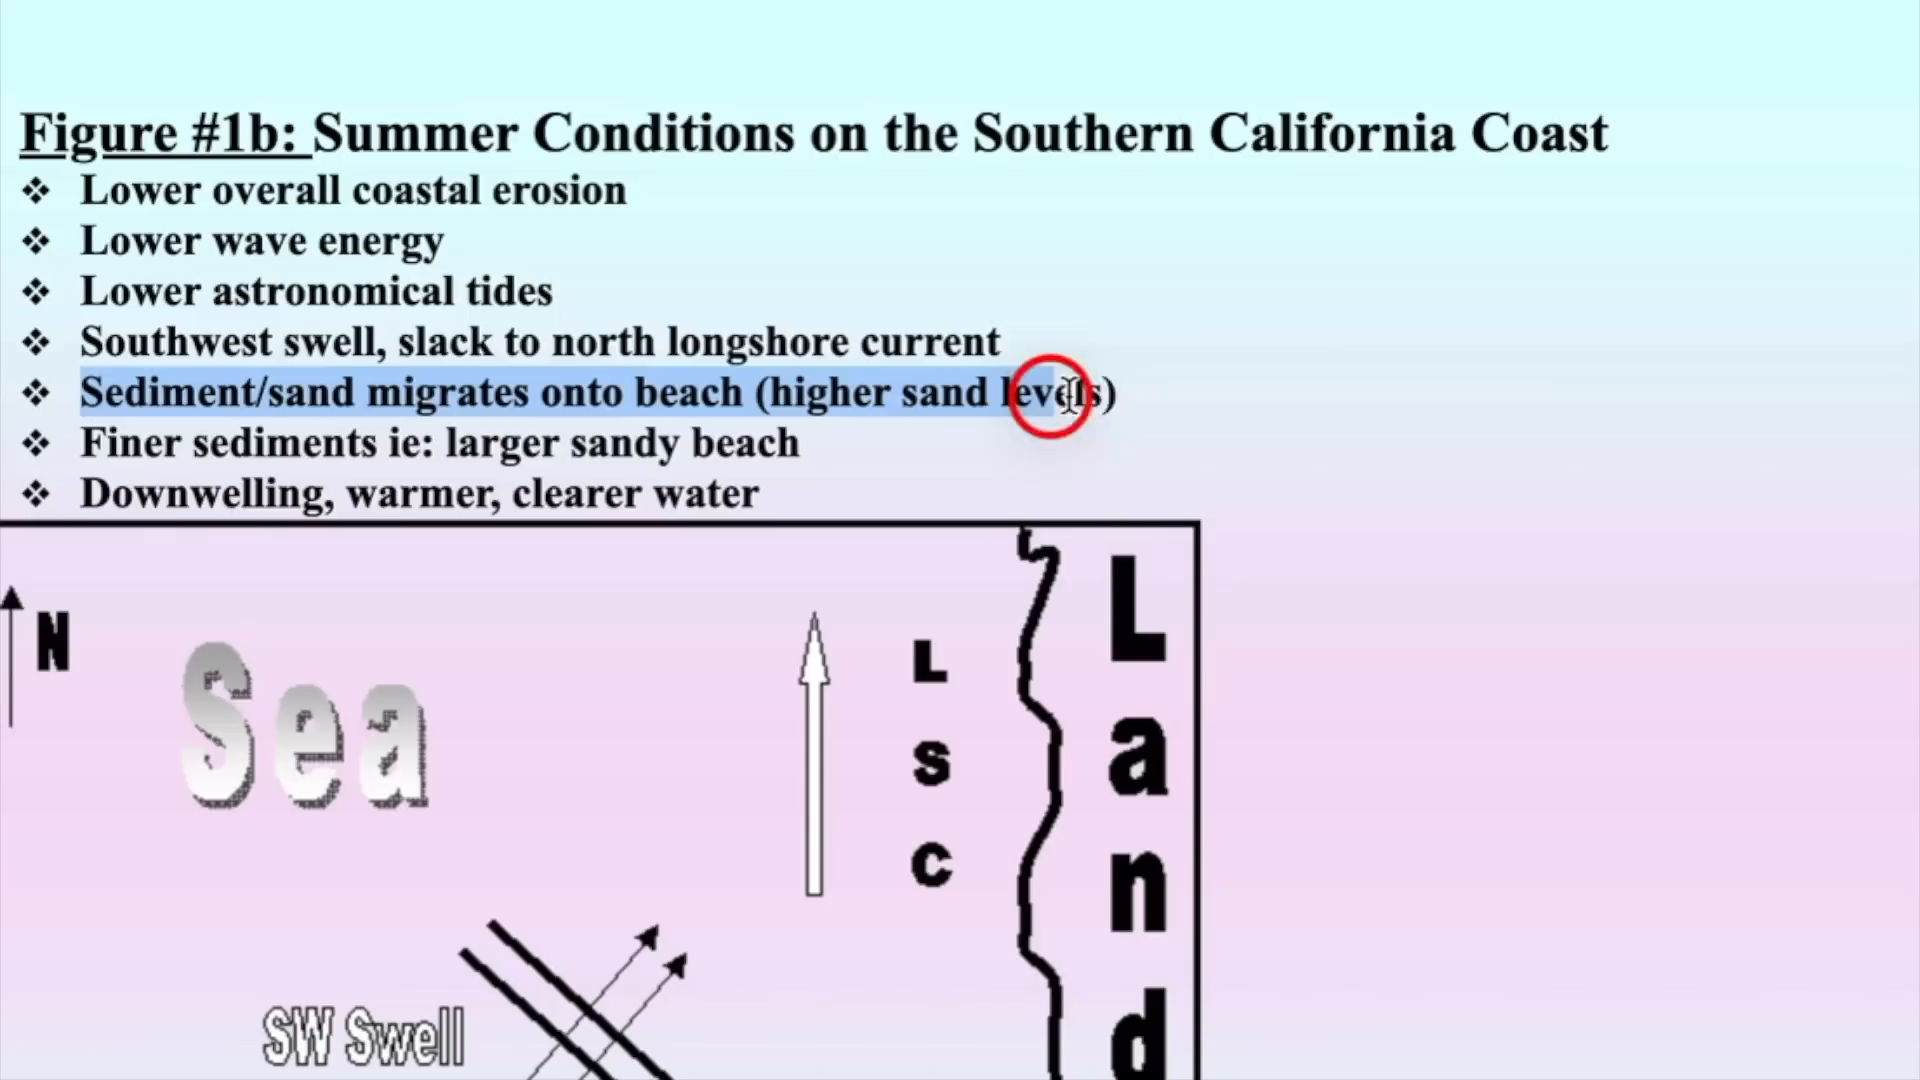 Figure #1b: Summer Conditions on the Southern California Coast
❖ Lower overall coastal erosion
❖ Lower wave energy
❖ Lower astronomical tides
❖ Southwest swell, slack to north longshore current
❖ Sediment/sand migrates onto beach (higher sand levels)
❖ Finer sediments ie: larger sandy beach
❖ Downwelling, warmer, clearer water
N
Sea
SW Swell
L
S
C
L
a
n
d